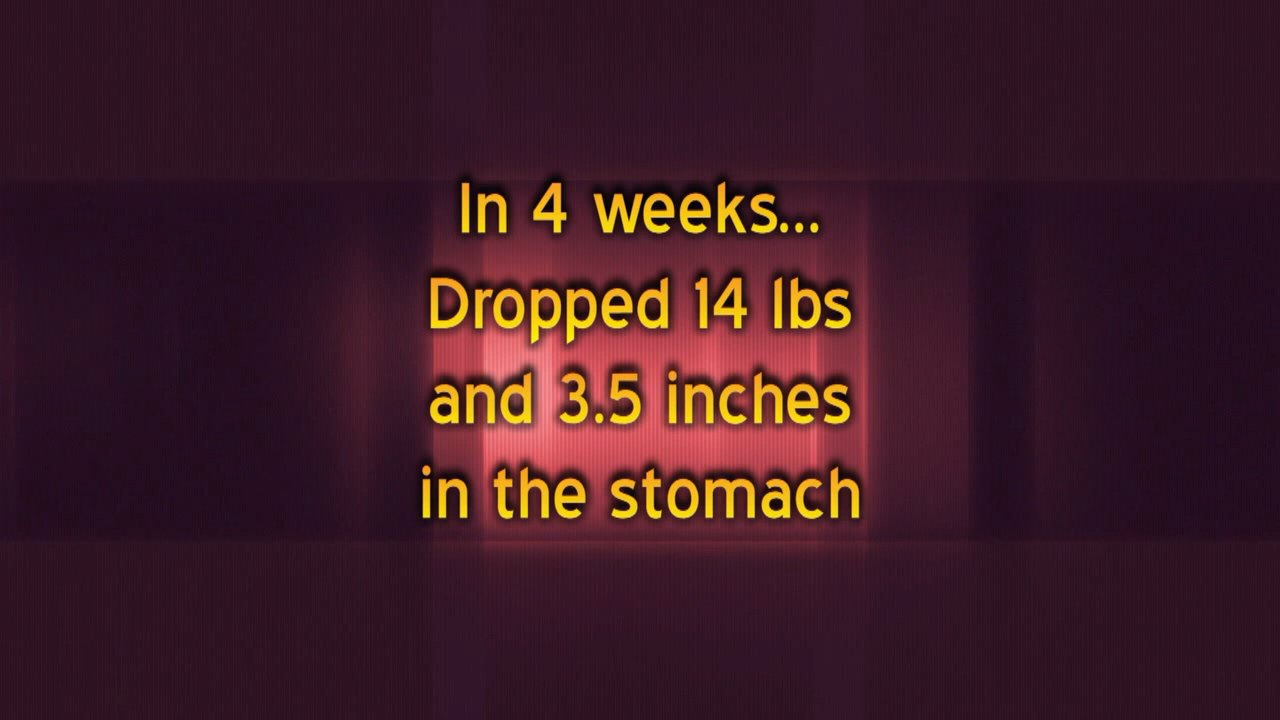 In 4 weeks...
Dropped 14 lbs
and 3.5 inches
in the stomach